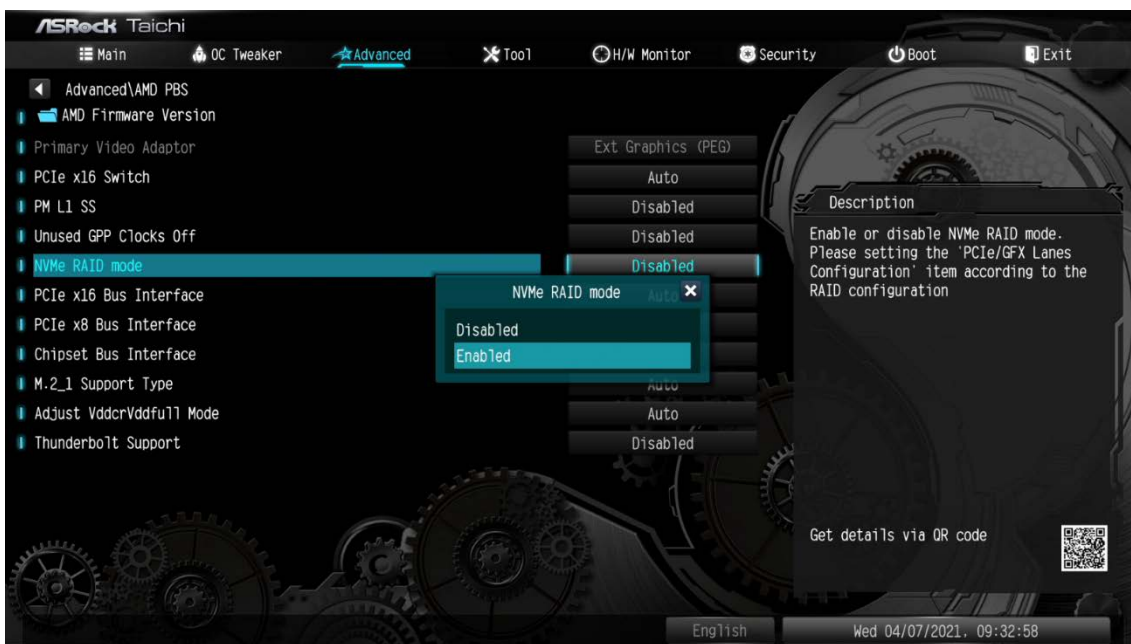 ASRock Taichi
Main OC Tweaker Advanced Tool H/W Monitor Security Boot Exit
Advanced\AMD PBS
AMD Firmware Version
Primary Video Adaptor Ext Graphics (PEG)
PCIe x16 Switch Auto
PM L1 SS Disabled
Unused GPP Clocks Off Disabled
NVMe RAID mode Disabled
PCIe x16 Bus Interface Auto
PCIe x8 Bus Interface
Chipset Bus Interface
M.2_1 Support Type Auto
Adjust VddcrVddfull Mode Auto
Thunderbolt Support Disabled
NVMe RAID mode
Disabled
Enabled
Description
Enable or disable NVMe RAID mode.
Please setting the 'PCIe/GFX Lanes
Configuration' item according to the
RAID configuration
Get details via QR code
English Wed 04/07/2021, 09:32:58